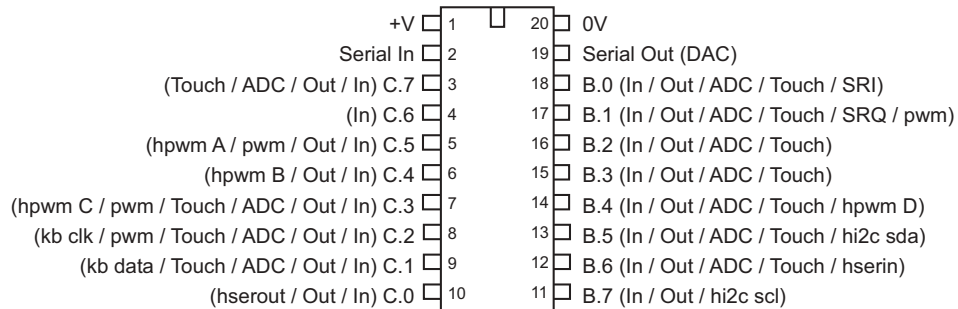 +V 1 20 0V
Serial In 2 19 Serial Out (DAC)
(Touch / ADC / Out / In) C.7 3 18 B.0 (In / Out / ADC / Touch / SRI)
(In) C.6 4 17 B.1 (In / Out / ADC / Touch / SRQ / pwm)
(hpwm A / pwm / Out / In) C.5 5 16 B.2 (In / Out / ADC / Touch)
(hpwm B / Out / In) C.4 6 15 B.3 (In / Out / ADC / Touch)
(hpwm C / pwm / Touch / ADC / Out / In) C.3 7 14 B.4 (In / Out / ADC / Touch / hpwm D)
(kb clk / pwm / Touch / ADC / Out / In) C.2 8 13 B.5 (In / Out / ADC / Touch / hi2c sda)
(kb data / Touch / ADC / Out / In) C.1 9 12 B.6 (In / Out / ADC / Touch / hserin)
(hserout / Out / In) C.0 10 11 B.7 (In / Out / hi2c scl)